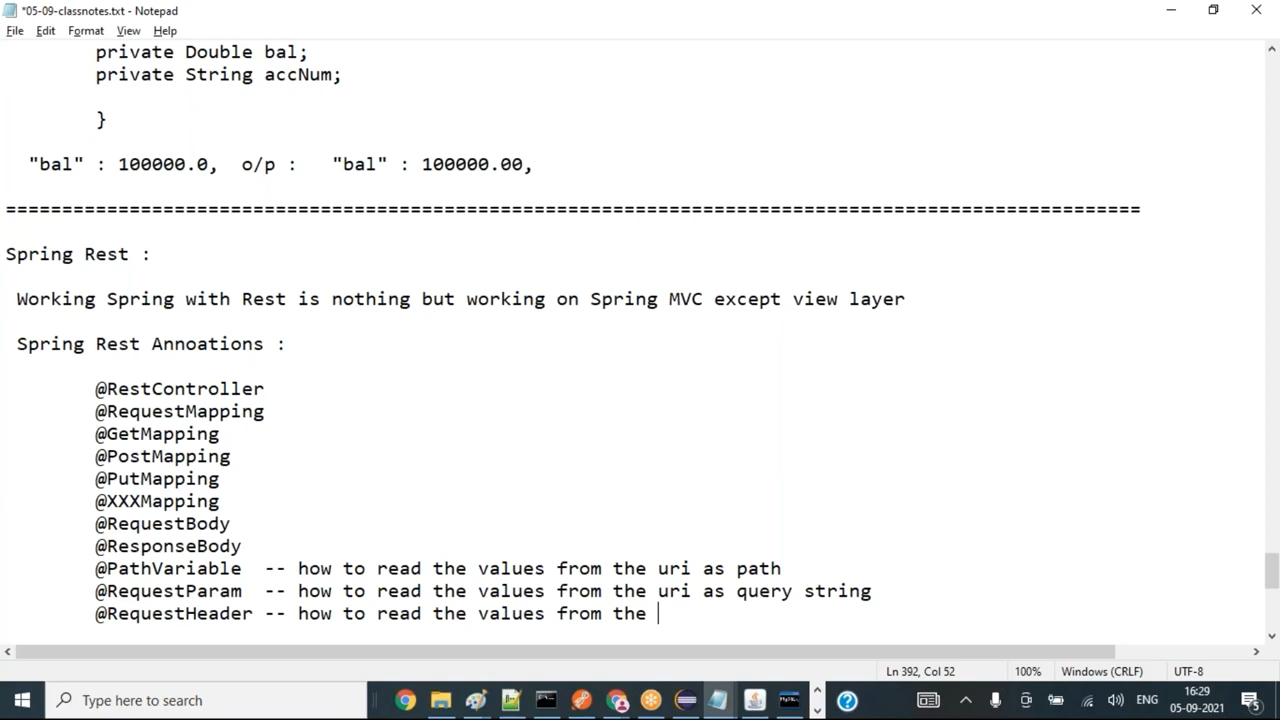 *05-09-classnotes.txt - Notepad
File Edit Format View Help
private Double bal;
private String accNum;
}
"bal" : 100000.0, o/p : "bal" : 100000.00,
=====================================================================================================
Spring Rest :
Working Spring with Rest is nothing but working on Spring MVC except view layer
Spring Rest Annoations :
@RestController
@RequestMapping
@GetMapping
@PostMapping
@PutMapping
@XXXMapping
@RequestBody
@ResponseBody
@PathVariable -- how to read the values from the uri as path
@RequestParam -- how to read the values from the uri as query string
@RequestHeader -- how to read the values from the
Ln 392, Col 52 100% Windows (CRLF) UTF-8
Type here to search
ENG
16:29
05-09-2021
5